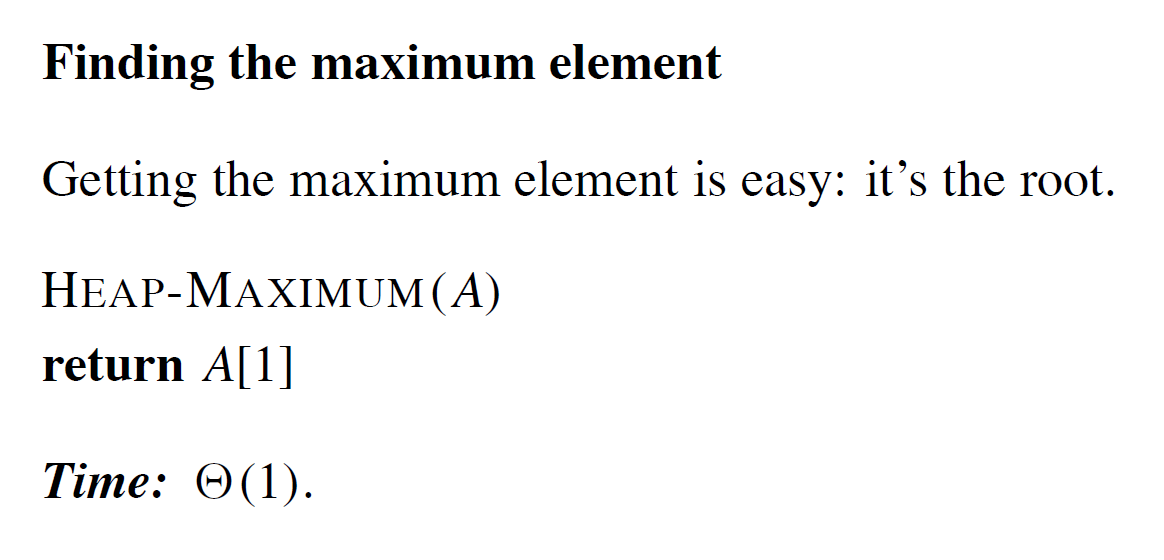 Finding the maximum element
Getting the maximum element is easy: it’s the root.
HEAP-MAXIMUM(A)
return A[1]
Time: Θ(1).